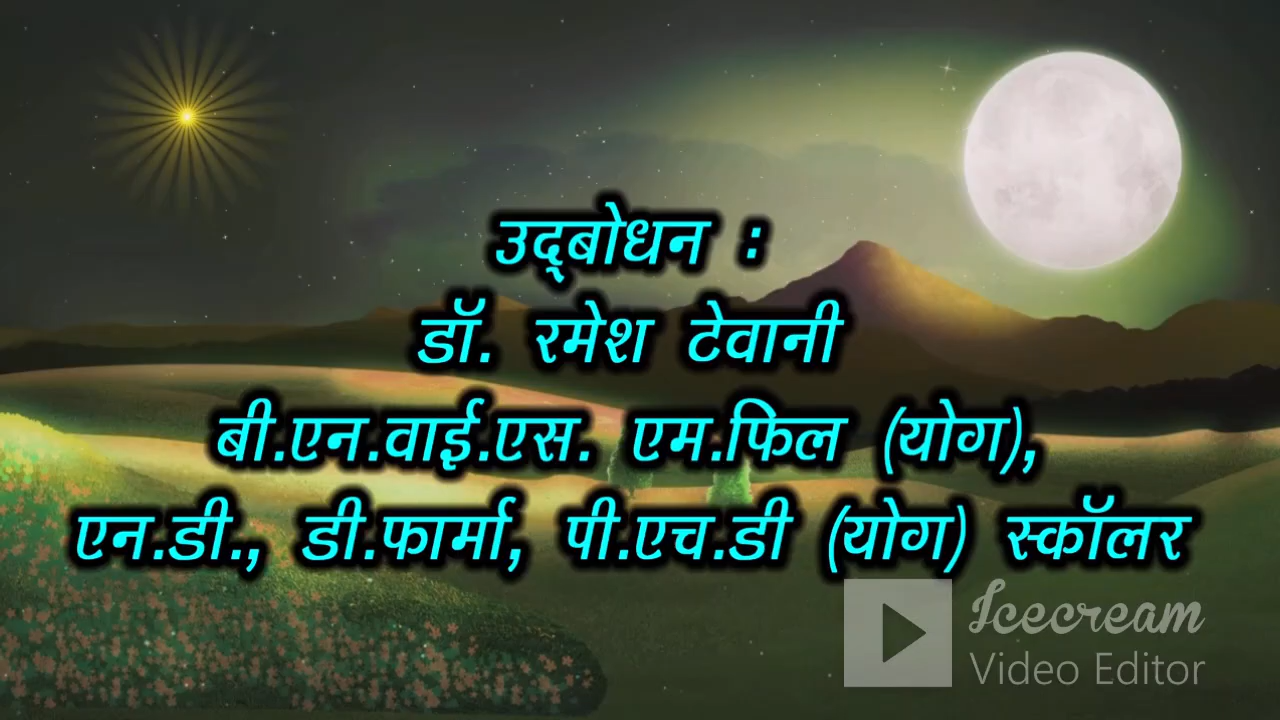 उद्‌बोधन :
डॉ. रमेश टेवानी
बी.एन.वाई.एस. एम.फिल (योग),
एन.डी., डी.फार्मा, पी.एच.डी (योग) स्कॉलर
Icecream
Video Editor